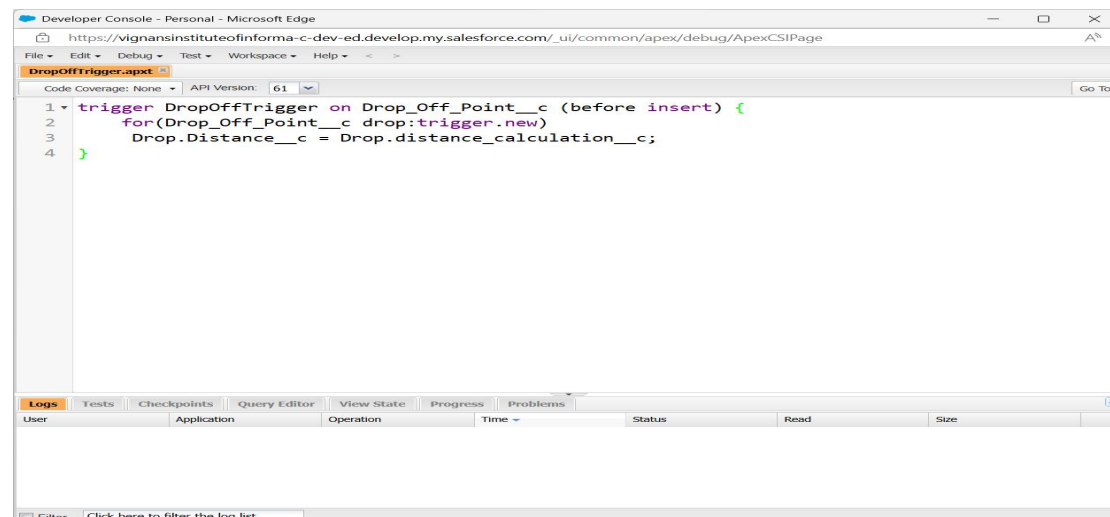 Developer Console - Personal - Microsoft Edge
https://vignansinstituteofinforma-c-dev-ed.develop.my.salesforce.com/_ui/common/apex/debug/ApexCSIPage
File Edit Debug Test Workspace Help < >
DropOffTrigger.apxt
Code Coverage: None API Version: 61 Go To
1 trigger DropOffTrigger on Drop_Off_Point__c (before insert) {
2 for(Drop_Off_Point__c drop:trigger.new)
3 Drop.Distance__c = Drop.distance_calculation__c;
4 }
Logs Tests Checkpoints Query Editor View State Progress Problems
User Application Operation Time Status Read Size
Filter Click here to filter the log list